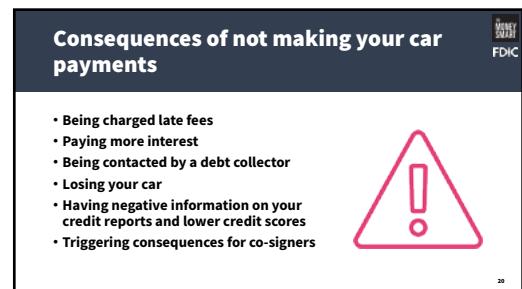 Consequences of not making your car
payments
MONEY
SMART
FDIC
• Being charged late fees
• Paying more interest
• Being contacted by a debt collector
• Losing your car
• Having negative information on your
credit reports and lower credit scores
• Triggering consequences for co-signers
20